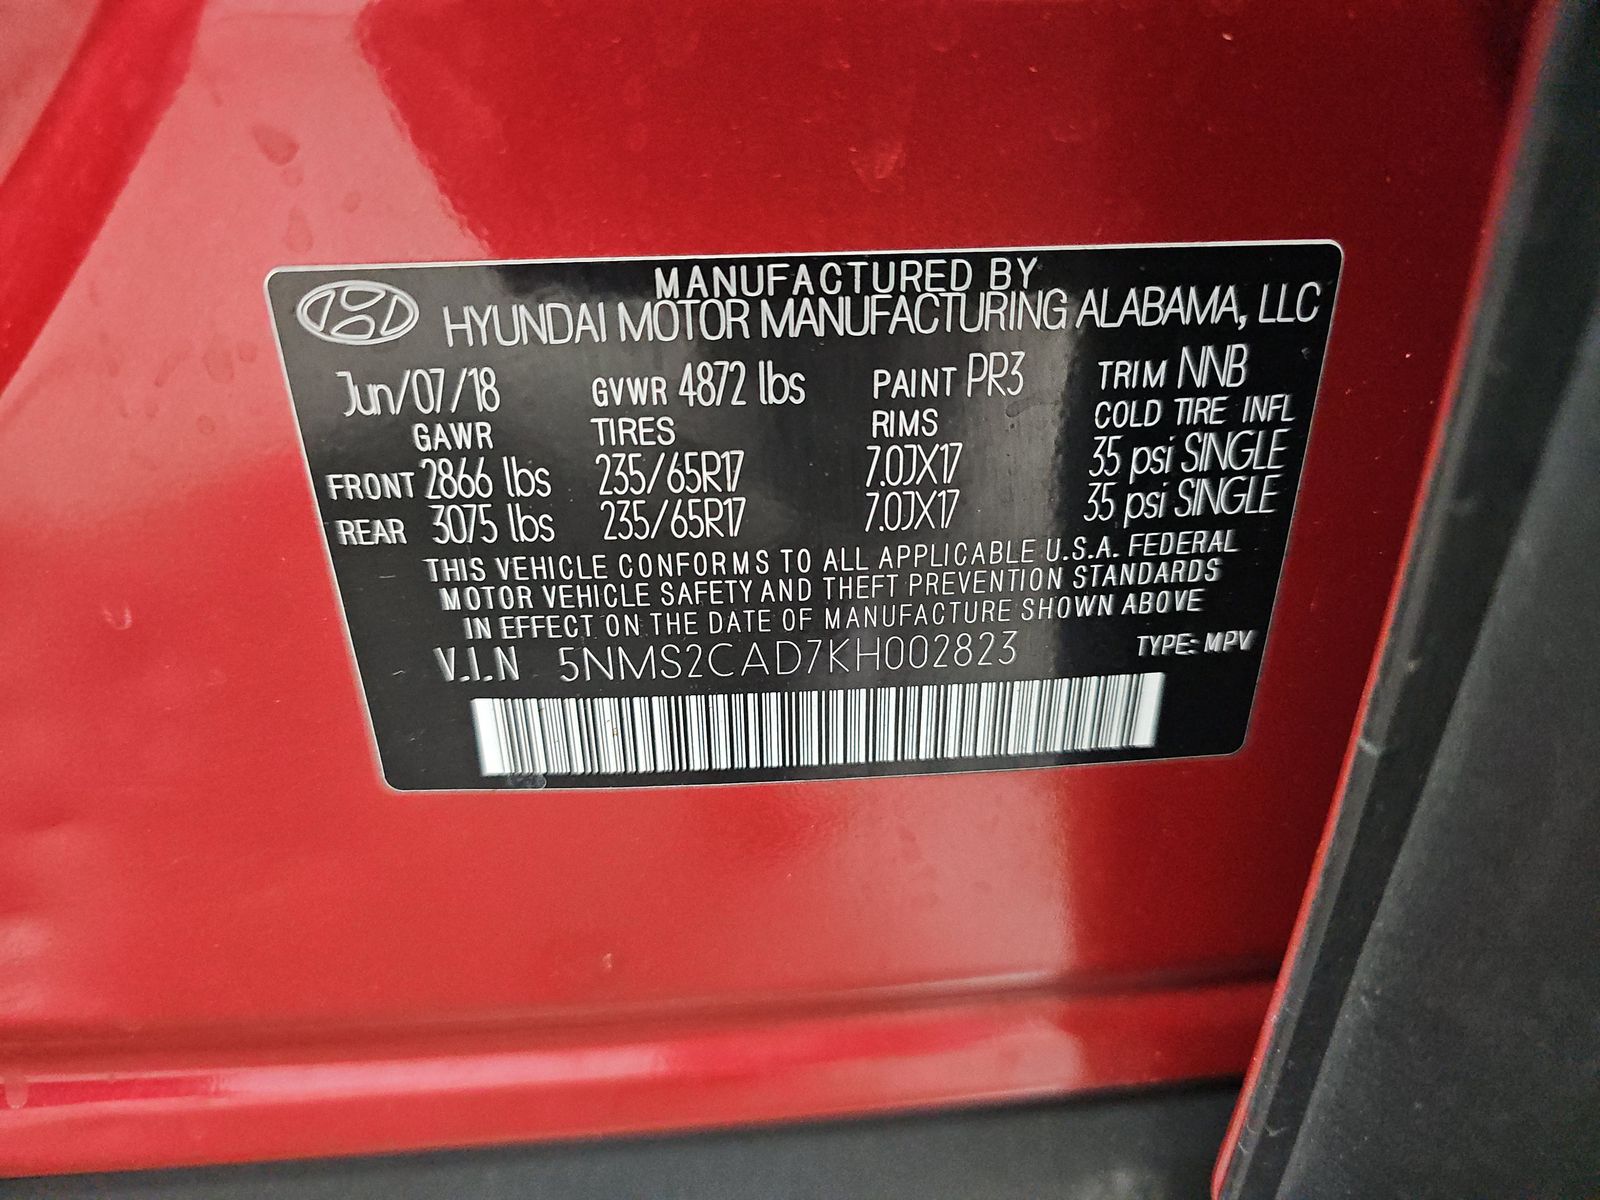 MANUFACTURED BY
HYUNDAI MOTOR MANUFACTURING ALABAMA, LLC
Jun/07/18 GVWR 4872 lbs PAINT PR3 TRIM NNB
GAWR TIRES RIMS COLD TIRE INFL
FRONT 2866 lbs 235/65R17 7.0JX17 35 psi SINGLE
REAR 3075 lbs 235/65R17 7.0JX17 35 psi SINGLE
THIS VEHICLE CONFORMS TO ALL APPLICABLE U.S.A. FEDERAL
MOTOR VEHICLE SAFETY AND THEFT PREVENTION STANDARDS
IN EFFECT ON THE DATE OF MANUFACTURE SHOWN ABOVE
V.I.N 5NMS2CAD7KH002823 TYPE: MPV